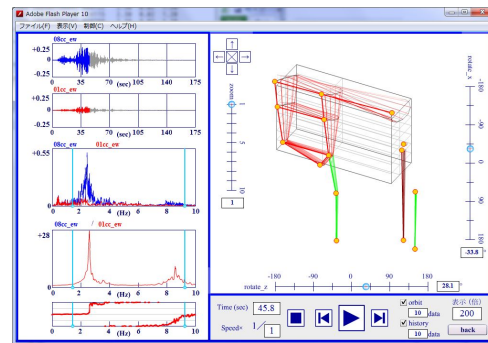 Adobe Flash Player 10
ファイル(F) 表示(V) 制御(C) ヘルプ(H)
08cc_ew
+0.25
0
-0.25
0 35 70 (sec) 105 140 175
01cc_ew
+0.25
0
-0.25
0 35 70 (sec) 105 140 175
08cc_ew 01cc_ew
+0.55
0 2 4 (Hz) 6 8 10
08cc_ew / 01cc_ew
+28
0 2 4 (Hz) 6 8 10
0 2 4 (Hz) 6 8 10
zoom
1
5
10
1
rotate_x
-180
-90
0
90
180
-33.8 °
-180 -90 0 90 180
rotate_z
28.1 °
Time (sec) 45.8
Speed× 1/1
orbit
10 data
history
10 data
表示 (倍)
200
back